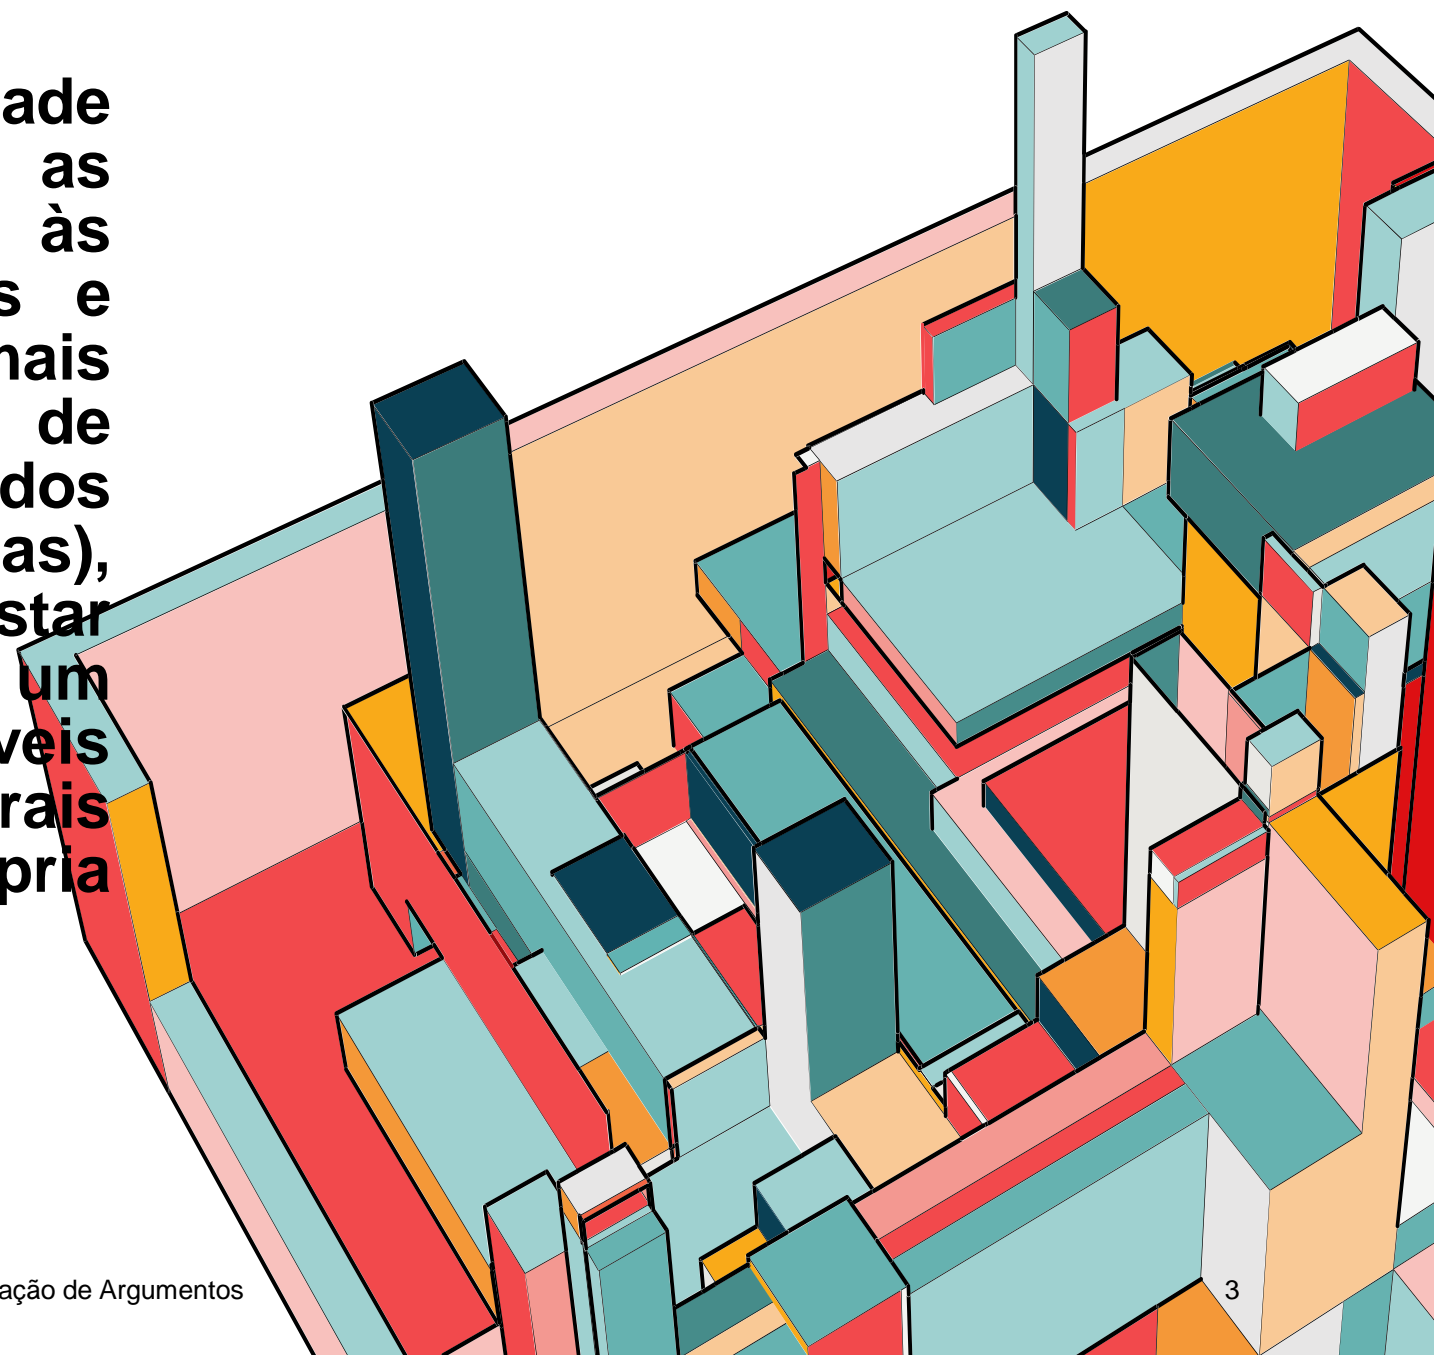 ade
as
às
s e
nais
de
dos
as),
star
um
veis
rais
pria
ação de Argumentos
3